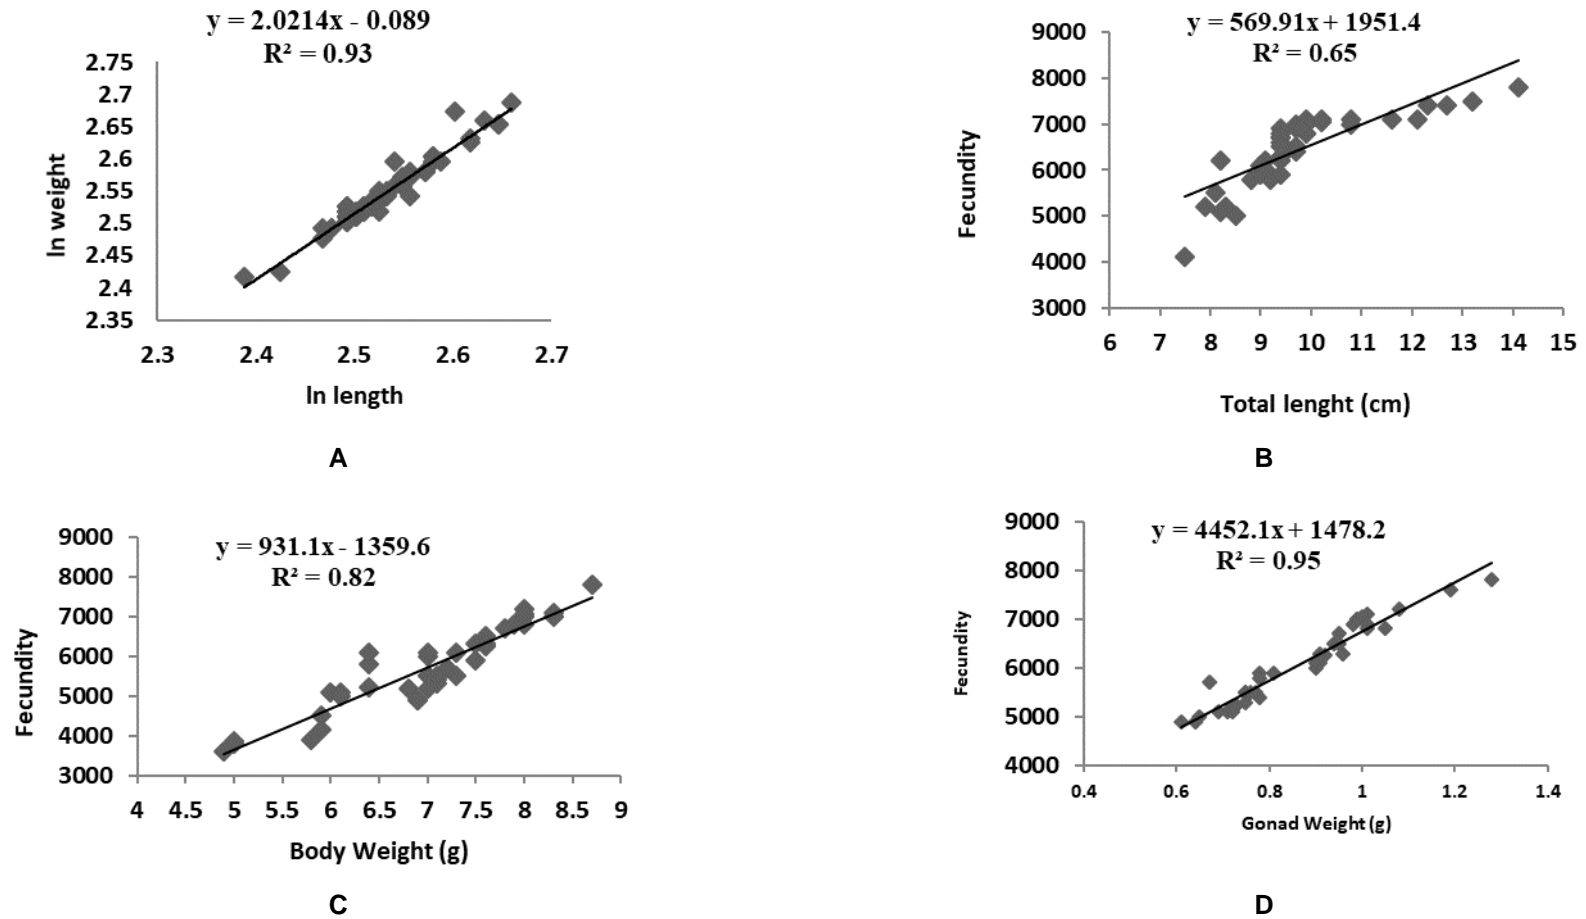 y = 2.0214x - 0.089
R² = 0.93
2.75
2.7
2.65
2.6
2.55
2.5
2.45
2.4
2.35
ln weight
2.3 2.4 2.5 2.6 2.7
ln length
A
y = 569.91x + 1951.4
R² = 0.65
9000
8000
7000
6000
5000
4000
3000
Fecundity
6 7 8 9 10 11 12 13 14 15
Total lenght (cm)
B
y = 931.1x - 1359.6
R² = 0.82
9000
8000
7000
6000
5000
4000
3000
Fecundity
4 4.5 5 5.5 6 6.5 7 7.5 8 8.5 9
Body Weight (g)
C
y = 4452.1x + 1478.2
R² = 0.95
9000
8000
7000
6000
5000
4000
Fecundity
0.4 0.6 0.8 1 1.2 1.4
Gonad Weight (g)
D